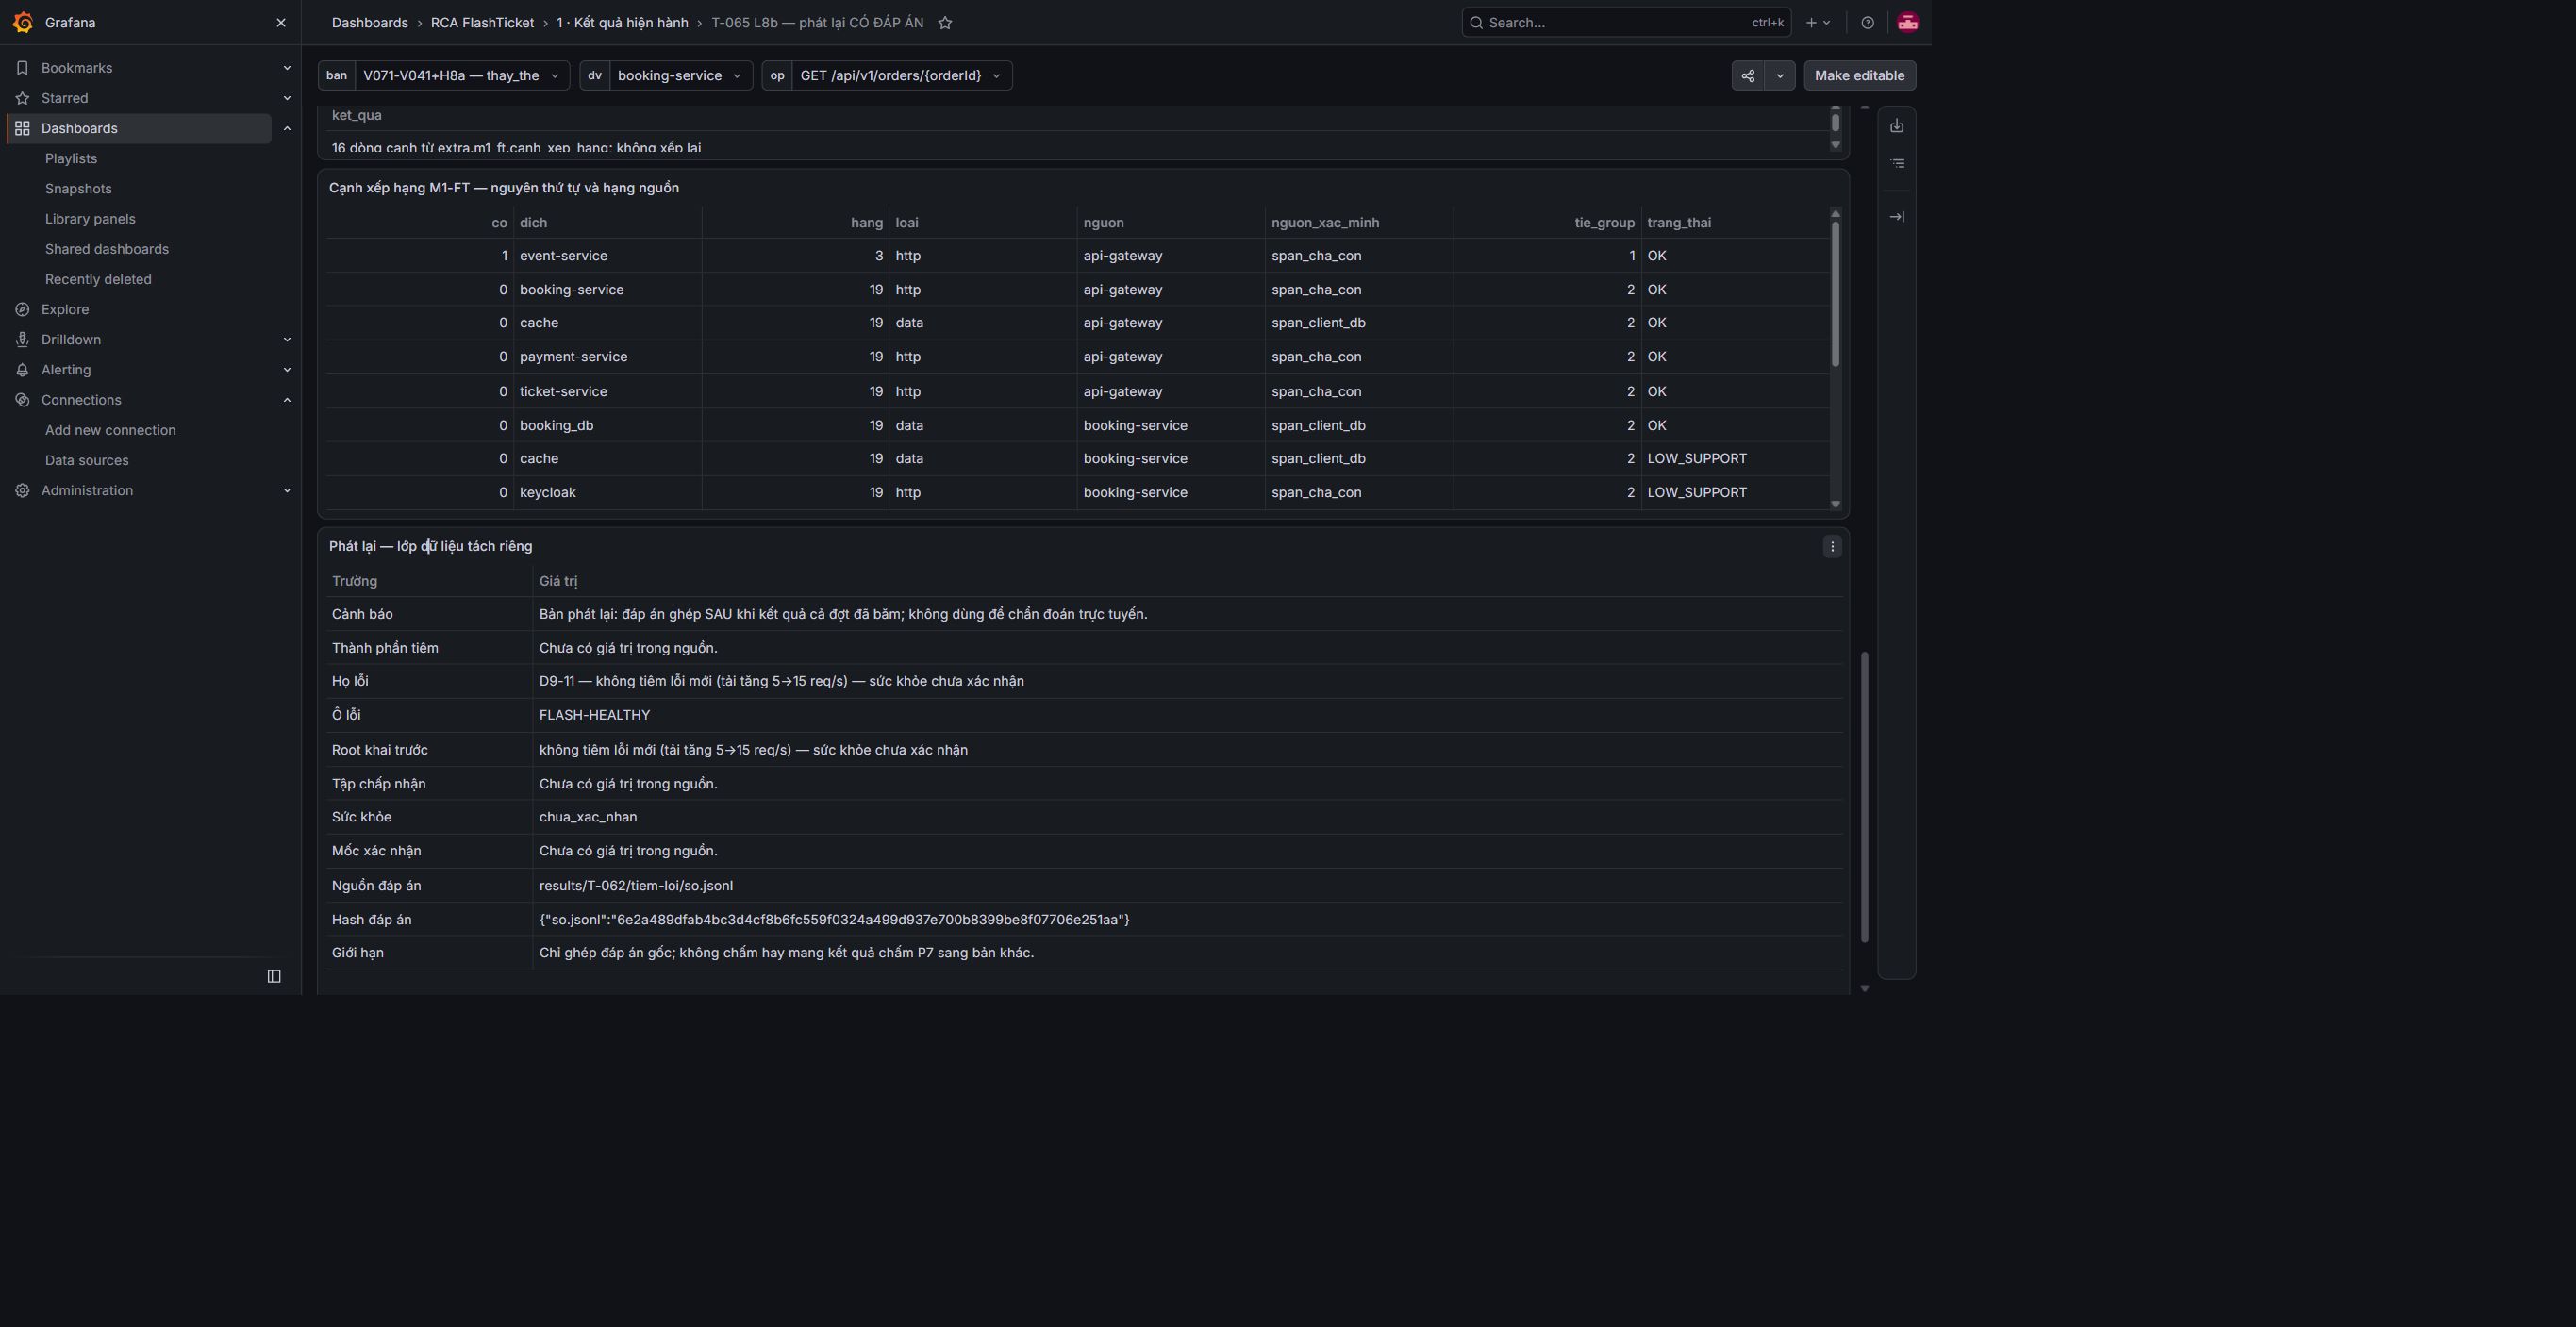 Grafana
Dashboards › RCA FlashTicket › 1 · Kết quả hiện hành › T-065 L8b — phát lại CÓ ĐÁP ÁN
Search... ctrl+k
Bookmarks
Starred
Dashboards
Playlists
Snapshots
Library panels
Shared dashboards
Recently deleted
Explore
Drilldown
Alerting
Connections
Add new connection
Data sources
Administration
ban V071-V041+H8a — thay_the dv booking-service op GET /api/v1/orders/{orderId} Make editable
ket_qua
16 dòng cạnh từ extra.m1_ft.canh_xep_hang; không xếp lại
Cạnh xếp hạng M1-FT — nguyên thứ tự và hạng nguồn
co dich hang loai nguon nguon_xac_minh tie_group trang_thai
1 event-service 3 http api-gateway span_cha_con 1 OK
0 booking-service 19 http api-gateway span_cha_con 2 OK
0 cache 19 data api-gateway span_client_db 2 OK
0 payment-service 19 http api-gateway span_cha_con 2 OK
0 ticket-service 19 http api-gateway span_cha_con 2 OK
0 booking_db 19 data booking-service span_client_db 2 OK
0 cache 19 data booking-service span_client_db 2 LOW_SUPPORT
0 keycloak 19 http booking-service span_cha_con 2 LOW_SUPPORT
Phát lại — lớp dữ liệu tách riêng
Trường Giá trị
Cảnh báo Bản phát lại: đáp án ghép SAU khi kết quả cả đợt đã băm; không dùng để chẩn đoán trực tuyến.
Thành phần tiêm Chưa có giá trị trong nguồn.
Họ lỗi D9-11 — không tiêm lỗi mới (tải tăng 5→15 req/s) — sức khỏe chưa xác nhận
Ô lỗi FLASH-HEALTHY
Root khai trước không tiêm lỗi mới (tải tăng 5→15 req/s) — sức khỏe chưa xác nhận
Tập chấp nhận Chưa có giá trị trong nguồn.
Sức khỏe chua_xac_nhan
Mốc xác nhận Chưa có giá trị trong nguồn.
Nguồn đáp án results/T-062/tiem-loi/so.jsonl
Hash đáp án {"so.jsonl":"6e2a489dfab4bc3d4cf8b6fc559f0324a499d937e700b8399be8f07706e251aa"}
Giới hạn Chỉ ghép đáp án gốc; không chấm hay mang kết quả chấm P7 sang bản khác.